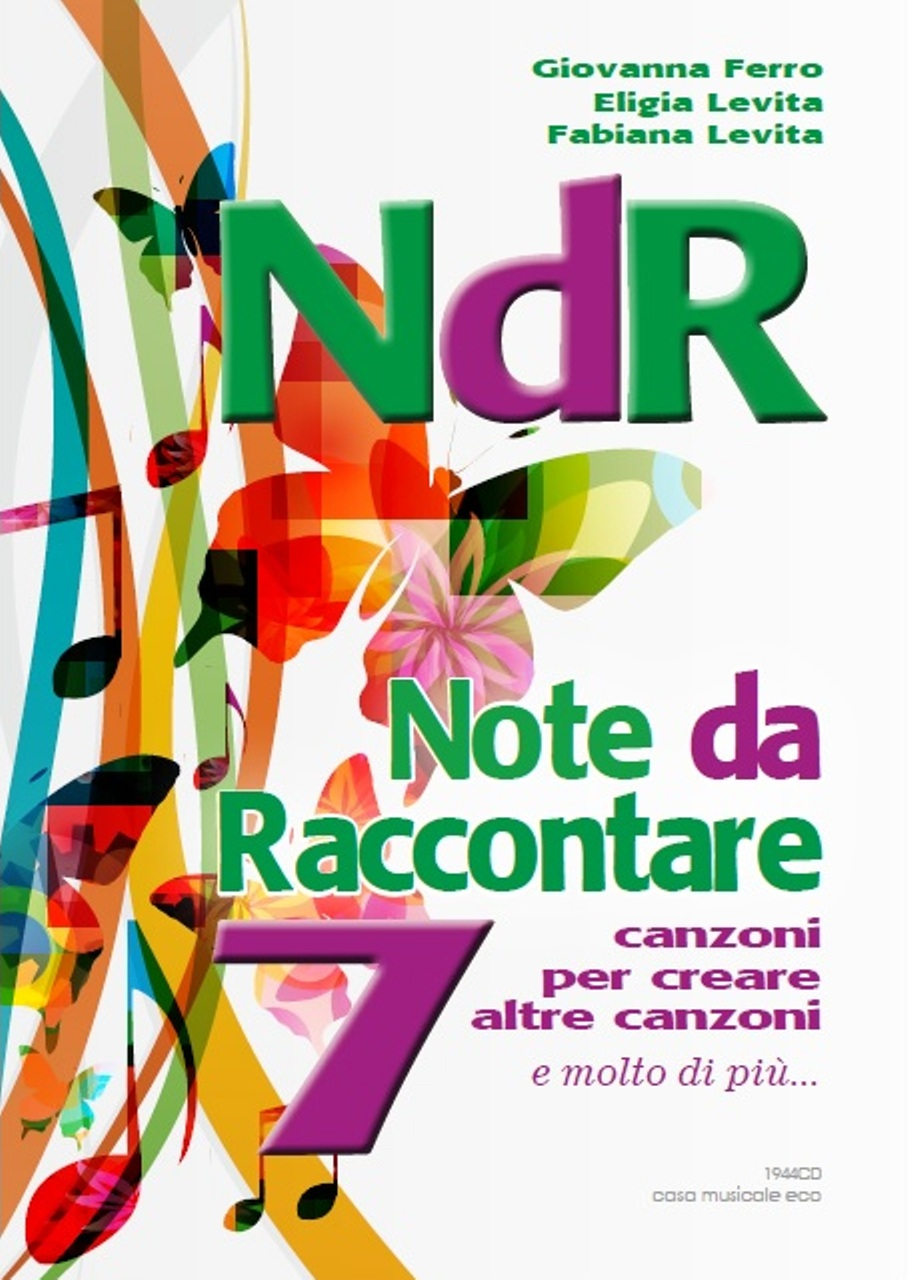 Giovanna Ferro
Eligia Levita
Fabiana Levita
NdR
Note da
Raccontare
7
canzoni
per creare
altre canzoni
e molto di più...
1944CD
casa musicale eco